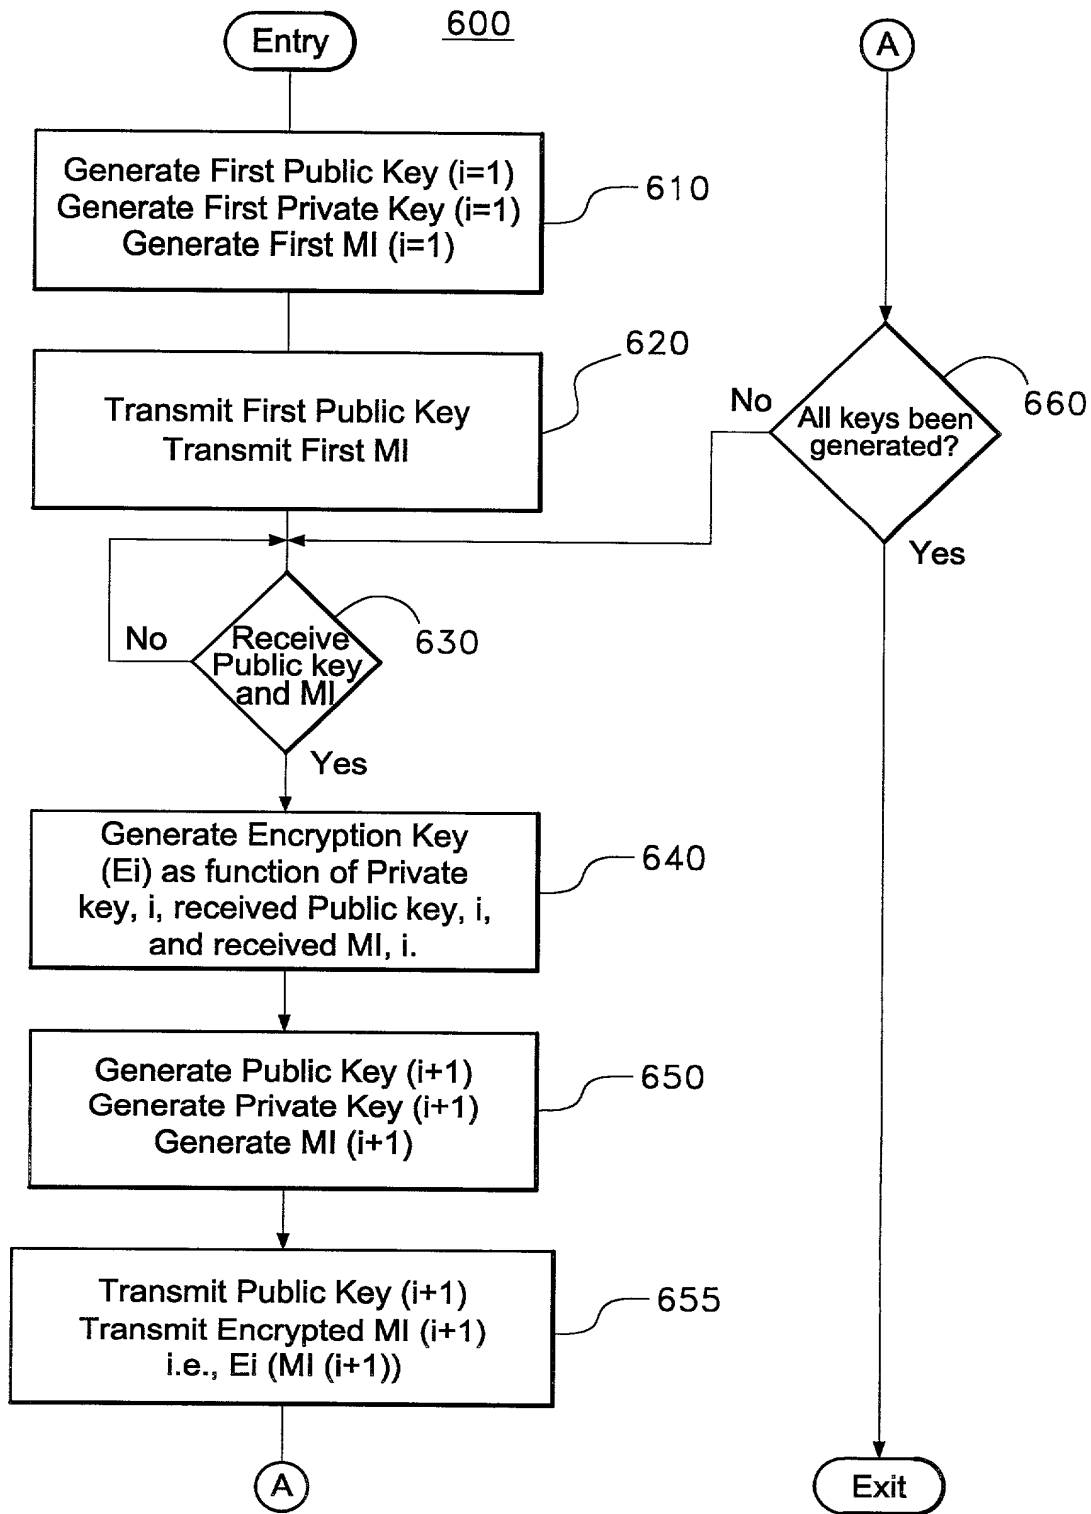 600
Entry
Generate First Public Key (i=1)
Generate First Private Key (i=1)
Generate First MI (i=1)
610
Transmit First Public Key
Transmit First MI
620
Receive
Public key
and MI
630
No
Yes
Generate Encryption Key
(Ei) as function of Private
key, i, received Public key, i,
and received MI, i.
640
Generate Public Key (i+1)
Generate Private Key (i+1)
Generate MI (i+1)
650
Transmit Public Key (i+1)
Transmit Encrypted MI (i+1)
i.e., Ei (MI (i+1))
655
A
A
All keys been
generated?
660
No
Yes
Exit